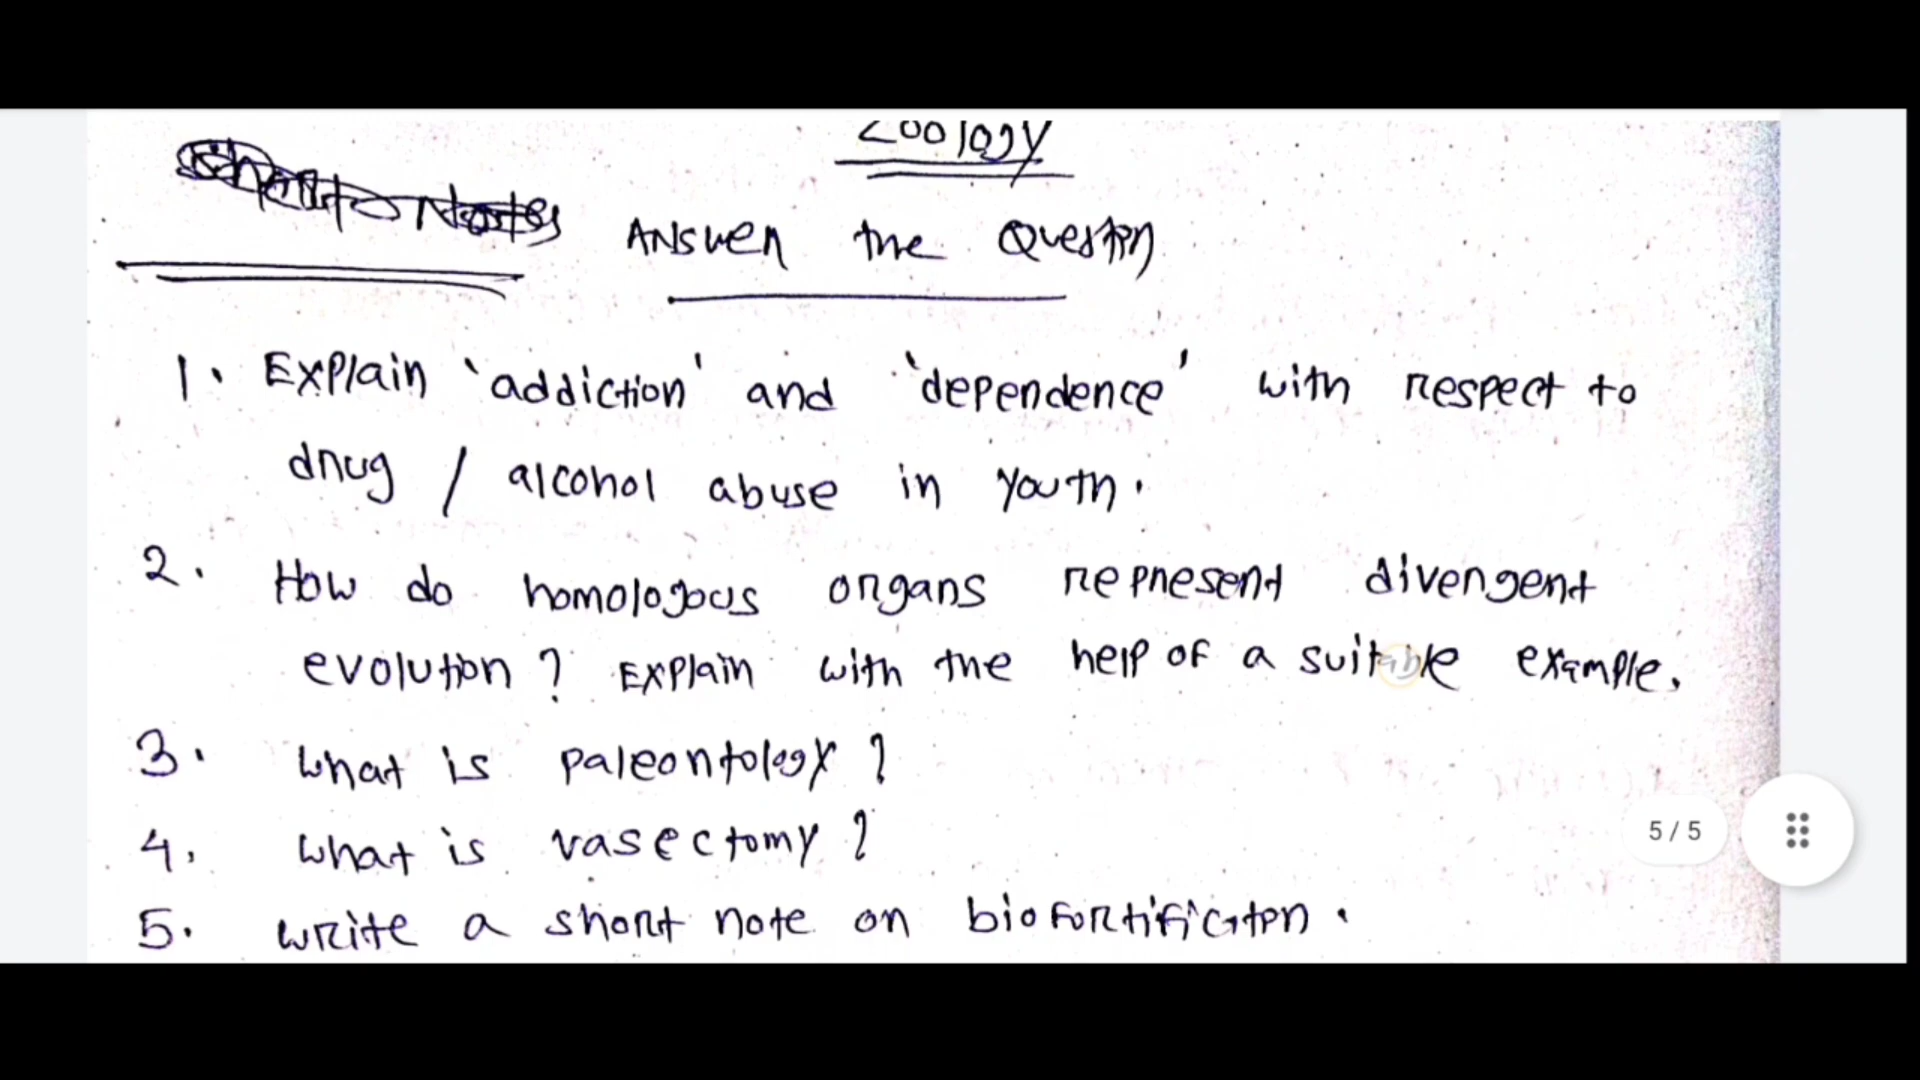 Zoology
Short Notes
Answer the Question
1. Explain 'addiction' and 'dependence' with respect to
drug / alcohol abuse in youth.
2. How do homologous organs represent divergent
evolution? Explain with the help of a suitable example.
3. What is paleontology?
4. What is vasectomy?
5/5
5. Write a short note on biofortification.